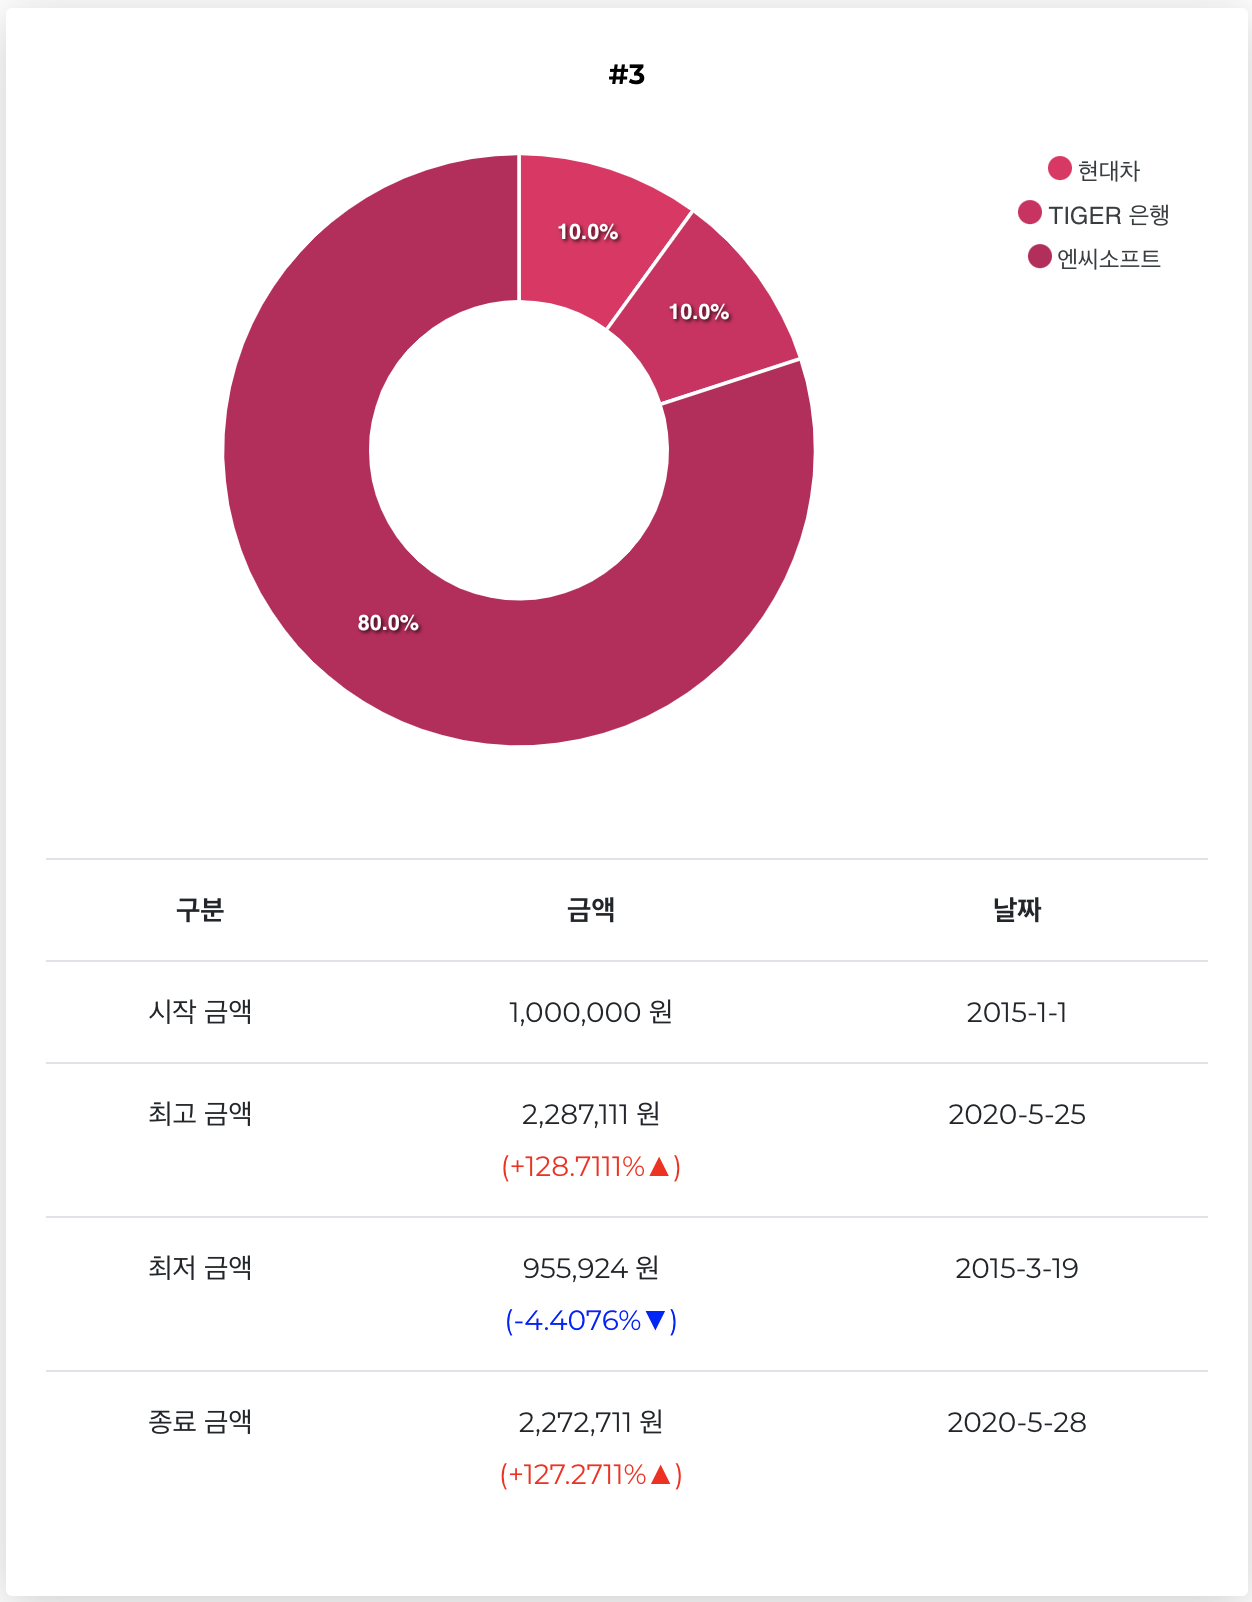 #3
현대차
TIGER 은행
엔씨소프트
10.0%
10.0%
80.0%
구분 금액 날짜
시작 금액 1,000,000 원 2015-1-1
최고 금액 2,287,111 원 2020-5-25
(+128.7111%▲)
최저 금액 955,924 원 2015-3-19
(-4.4076%▼)
종료 금액 2,272,711 원 2020-5-28
(+127.2711%▲)